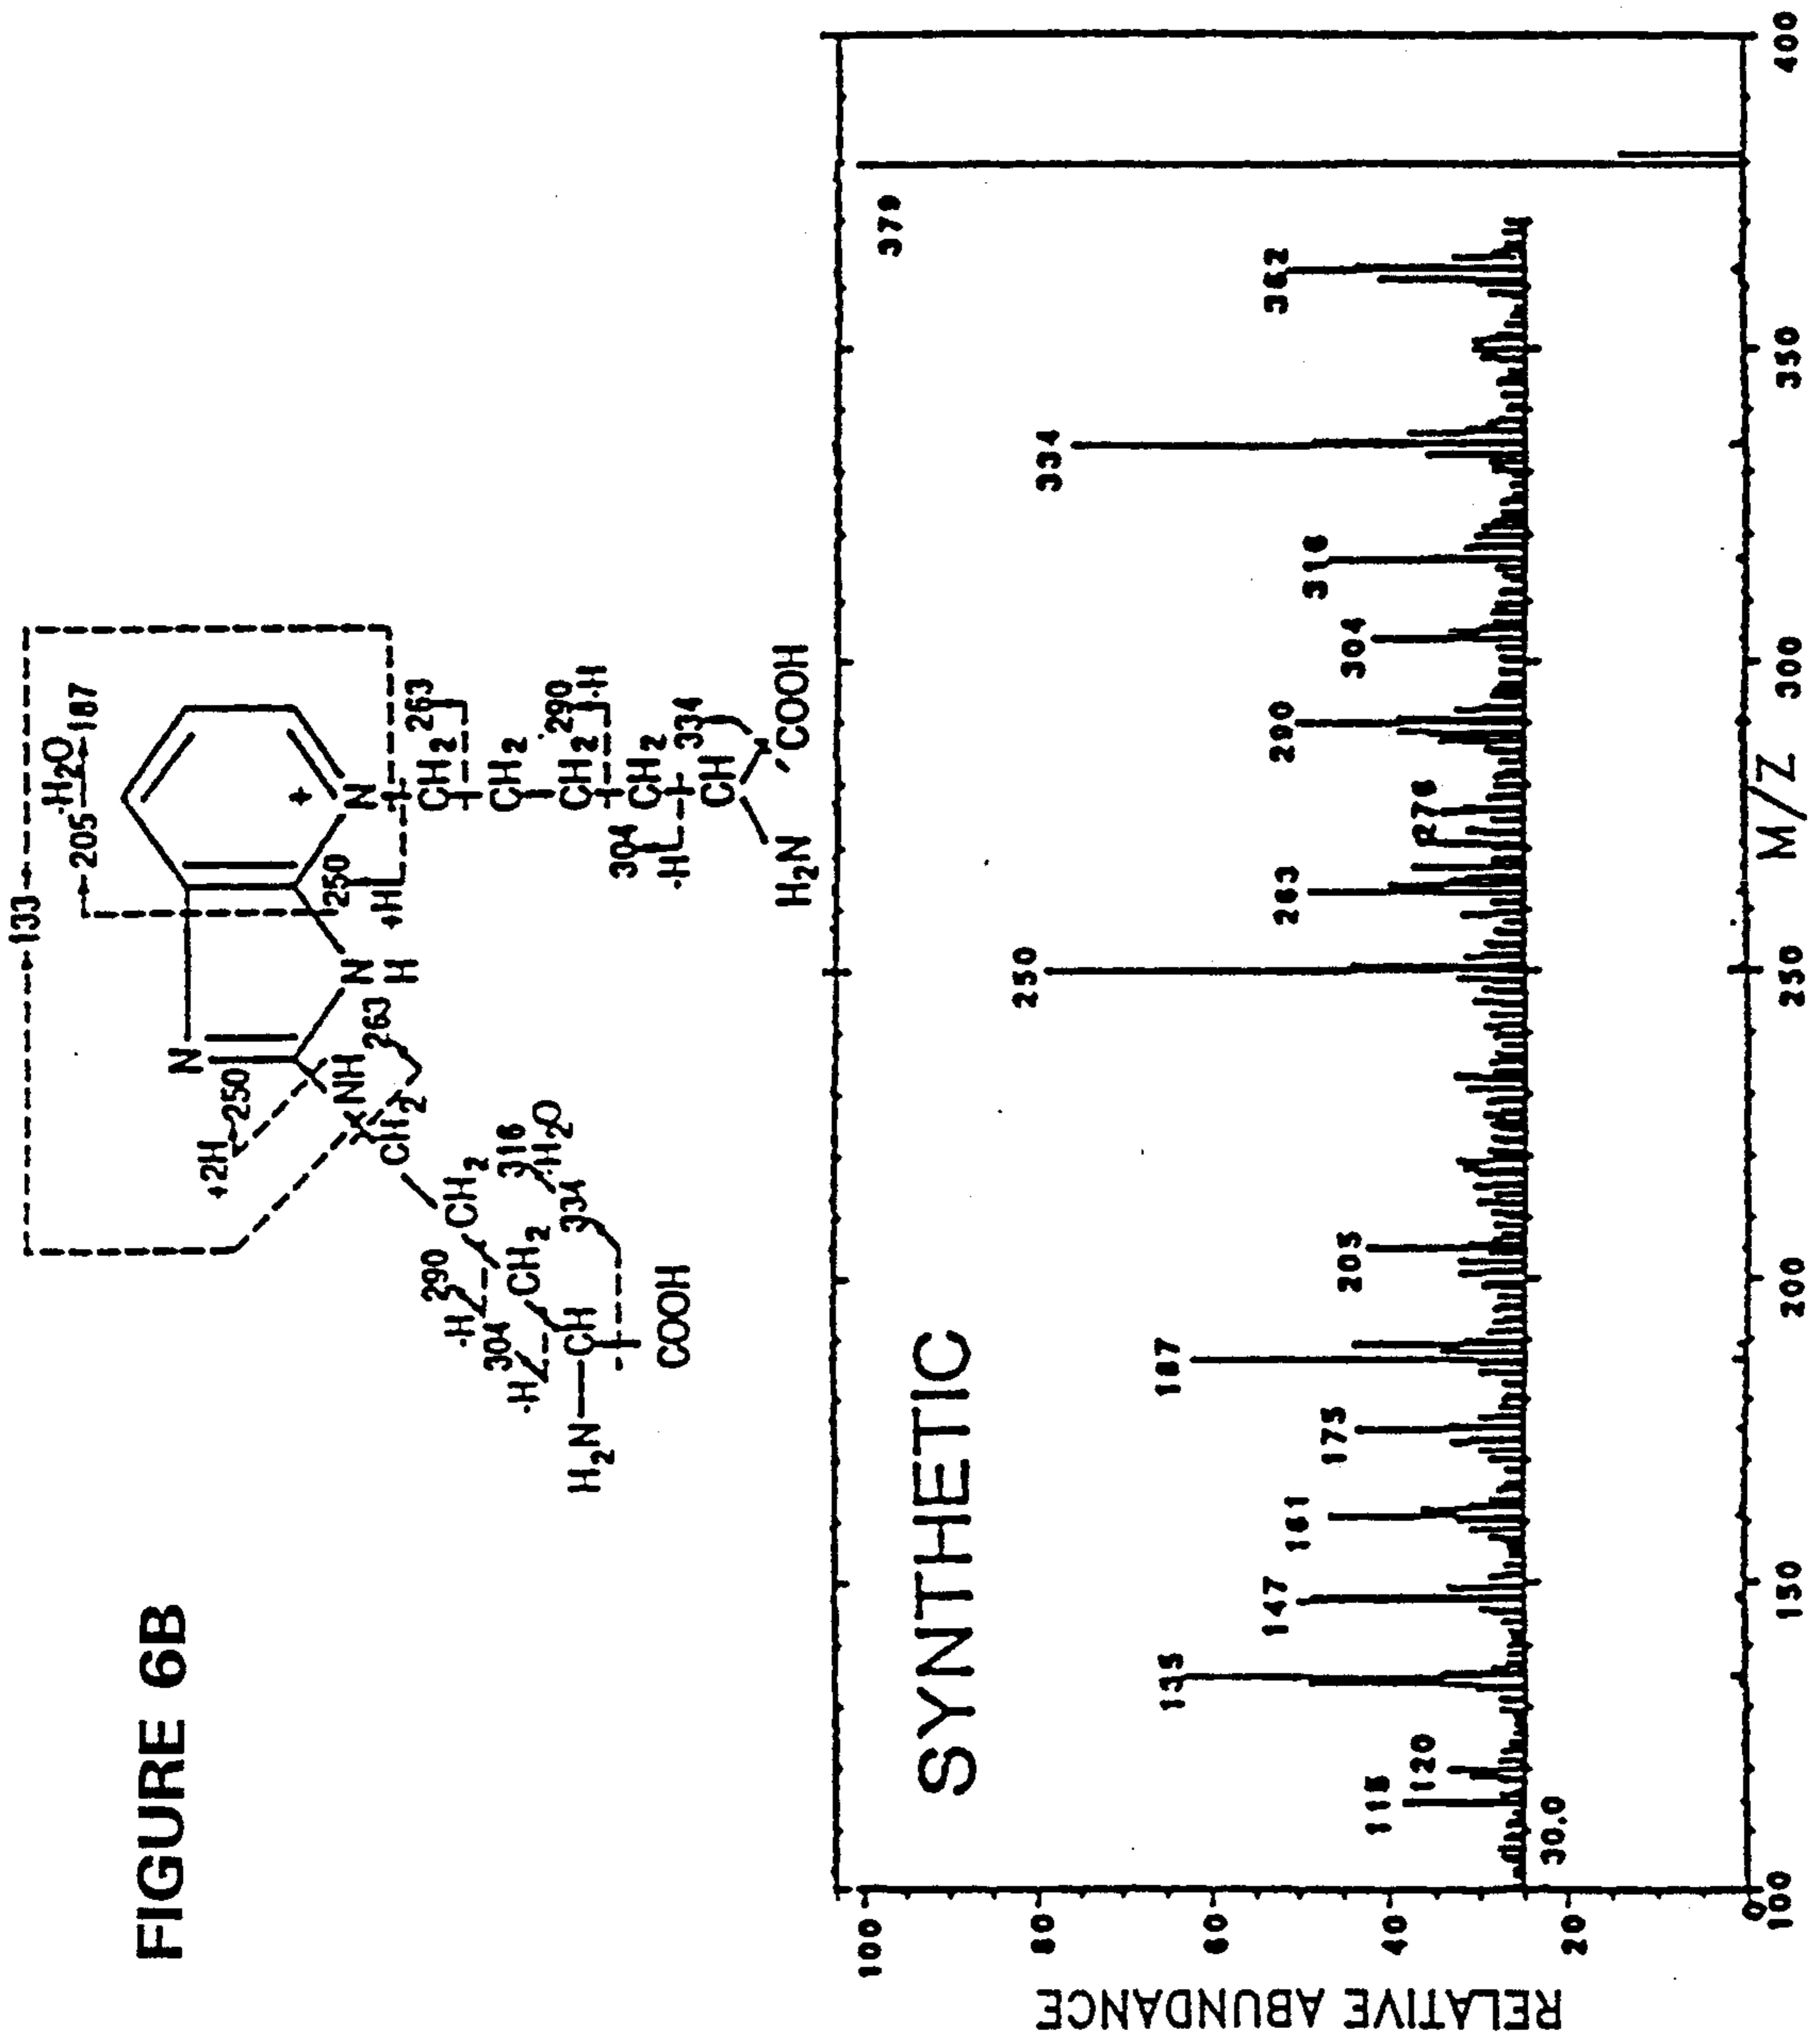 FIGURE 6B
133
205
-H₂O
187
N
+
N
N
H
+2H
250
250
+H
NH
263
CH₂
CH₂
CH₂
CH
H₂N
COOH
290
-H
304
-H
316
-H₂O
334
CH₂
263
CH₂
CH₂
290
-H
CH₂
304
-H
334
CH
H₂N
COOH
SYNTHETIC
RELATIVE ABUNDANCE
100
80
60
40
20
0
30.0
115
120
135
147
161
175
187
205
250
263
276
290
304
316
334
362
379
100
150
200
250
300
350
400
M/Z